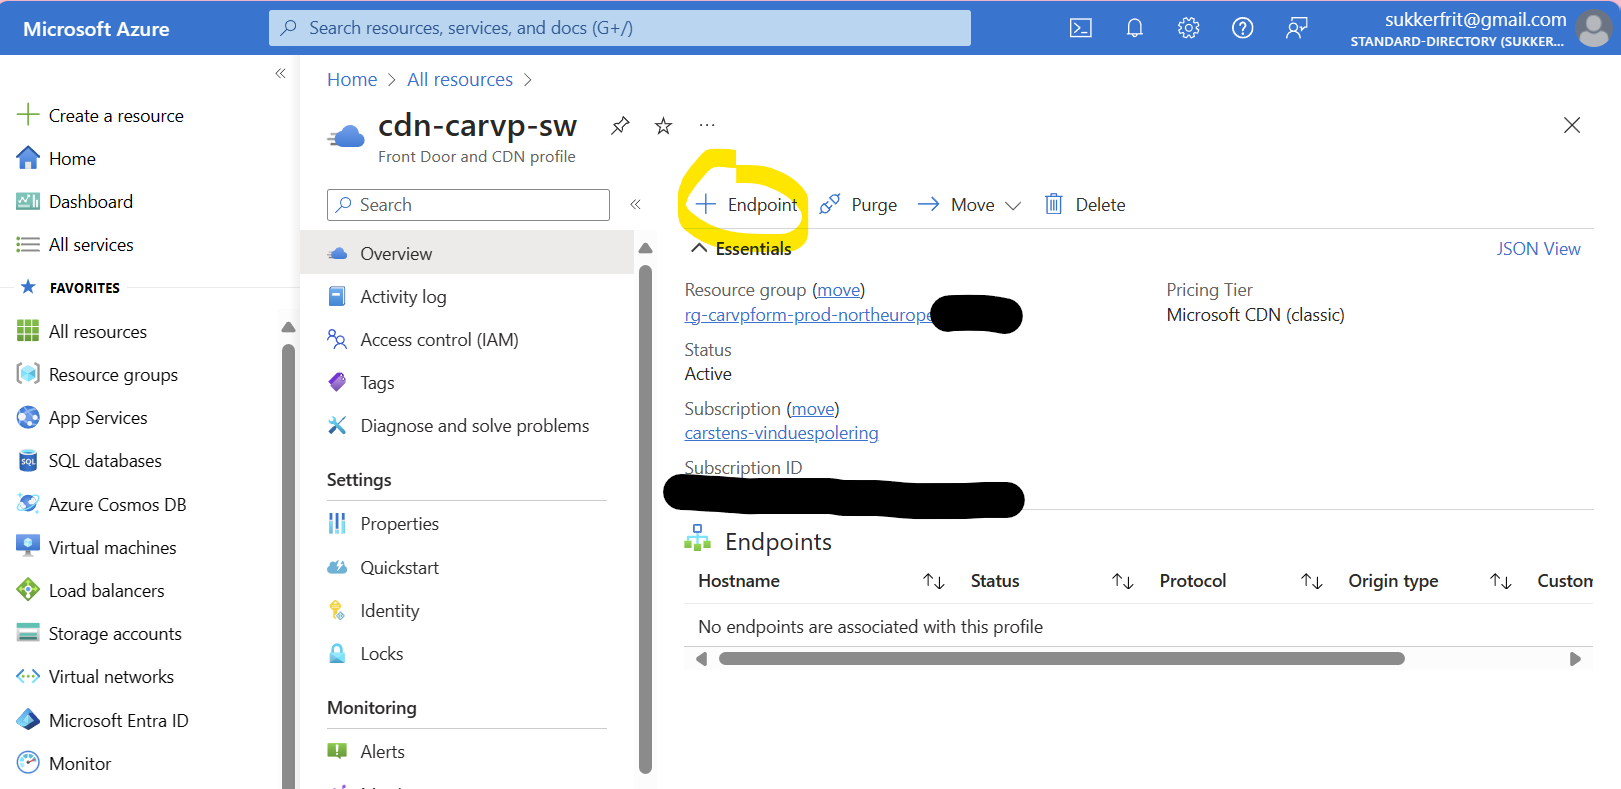 Microsoft Azure
Search resources, services, and docs (G+/)
sukkerfrit@gmail.com
STANDARD-DIRECTORY (SUKKER...
Create a resource
Home
Dashboard
All services
FAVORITES
All resources
Resource groups
App Services
SQL databases
Azure Cosmos DB
Virtual machines
Load balancers
Storage accounts
Virtual networks
Microsoft Entra ID
Monitor
Home > All resources >
cdn-carvp-sw
Front Door and CDN profile
Search
Overview
Activity log
Access control (IAM)
Tags
Diagnose and solve problems
Settings
Properties
Quickstart
Identity
Locks
Monitoring
Alerts
Endpoint
Purge
Move
Delete
Essentials
JSON View
Resource group (move)
rg-carvpform-prod-northeurope
Status
Active
Subscription (move)
carstens-vinduespolering
Subscription ID
Pricing Tier
Microsoft CDN (classic)
Endpoints
Hostname Status Protocol Origin type Custom
No endpoints are associated with this profile